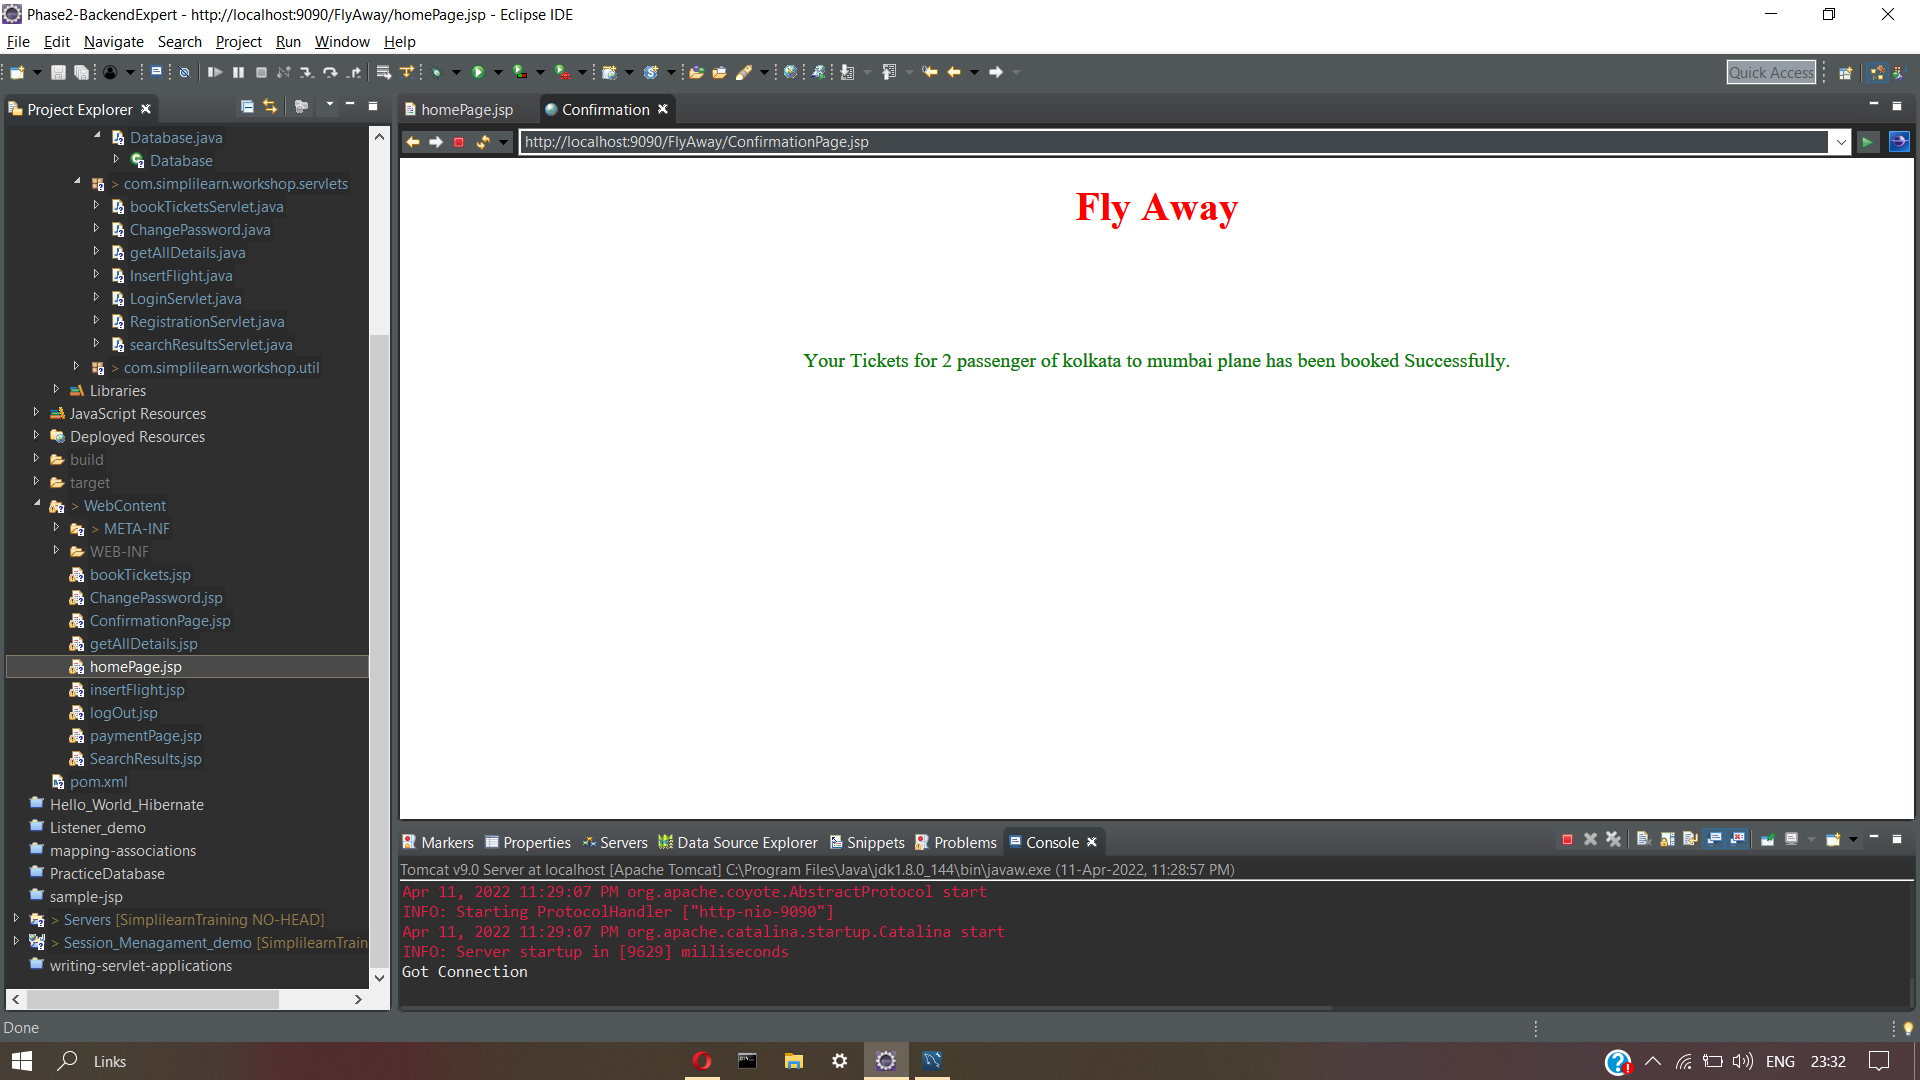 Phase2-BackendExpert - http://localhost:9090/FlyAway/homePage.jsp - Eclipse IDE
File Edit Navigate Search Project Run Window Help
Quick Access
Project Explorer
Database.java
Database
> com.simplilearn.workshop.servlets
bookTicketsServlet.java
ChangePassword.java
getAllDetails.java
InsertFlight.java
LoginServlet.java
RegistrationServlet.java
searchResultsServlet.java
> com.simplilearn.workshop.util
Libraries
JavaScript Resources
Deployed Resources
build
target
> WebContent
> META-INF
WEB-INF
bookTickets.jsp
ChangePassword.jsp
ConfirmationPage.jsp
getAllDetails.jsp
homePage.jsp
insertFlight.jsp
logOut.jsp
paymentPage.jsp
SearchResults.jsp
pom.xml
Hello_World_Hibernate
Listener_demo
mapping-associations
PracticeDatabase
sample-jsp
> Servers [SimplilearnTraining NO-HEAD]
> Session_Menagament_demo [SimplilearnTrain
writing-servlet-applications
homePage.jsp Confirmation
http://localhost:9090/FlyAway/ConfirmationPage.jsp
Fly Away
Your Tickets for 2 passenger of kolkata to mumbai plane has been booked Successfully.
Markers Properties Servers Data Source Explorer Snippets Problems Console
Tomcat v9.0 Server at localhost [Apache Tomcat] C:\Program Files\Java\jdk1.8.0_144\bin\javaw.exe (11-Apr-2022, 11:28:57 PM)
Apr 11, 2022 11:29:07 PM org.apache.coyote.AbstractProtocol start
INFO: Starting ProtocolHandler ["http-nio-9090"]
Apr 11, 2022 11:29:07 PM org.apache.catalina.startup.Catalina start
INFO: Server startup in [9629] milliseconds
Got Connection
Done
Links
ENG 23:32